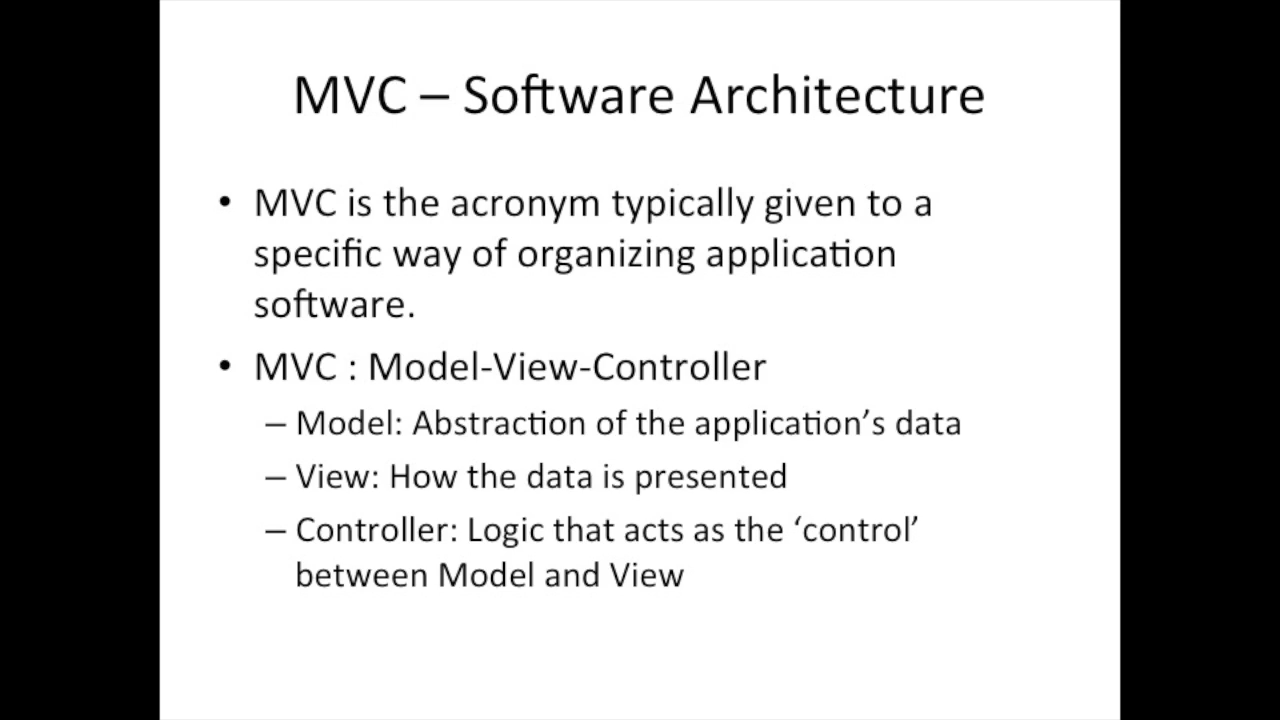 MVC – Software Architecture
• MVC is the acronym typically given to a
specific way of organizing application
software.
• MVC : Model-View-Controller
– Model: Abstraction of the application’s data
– View: How the data is presented
– Controller: Logic that acts as the ‘control’
between Model and View